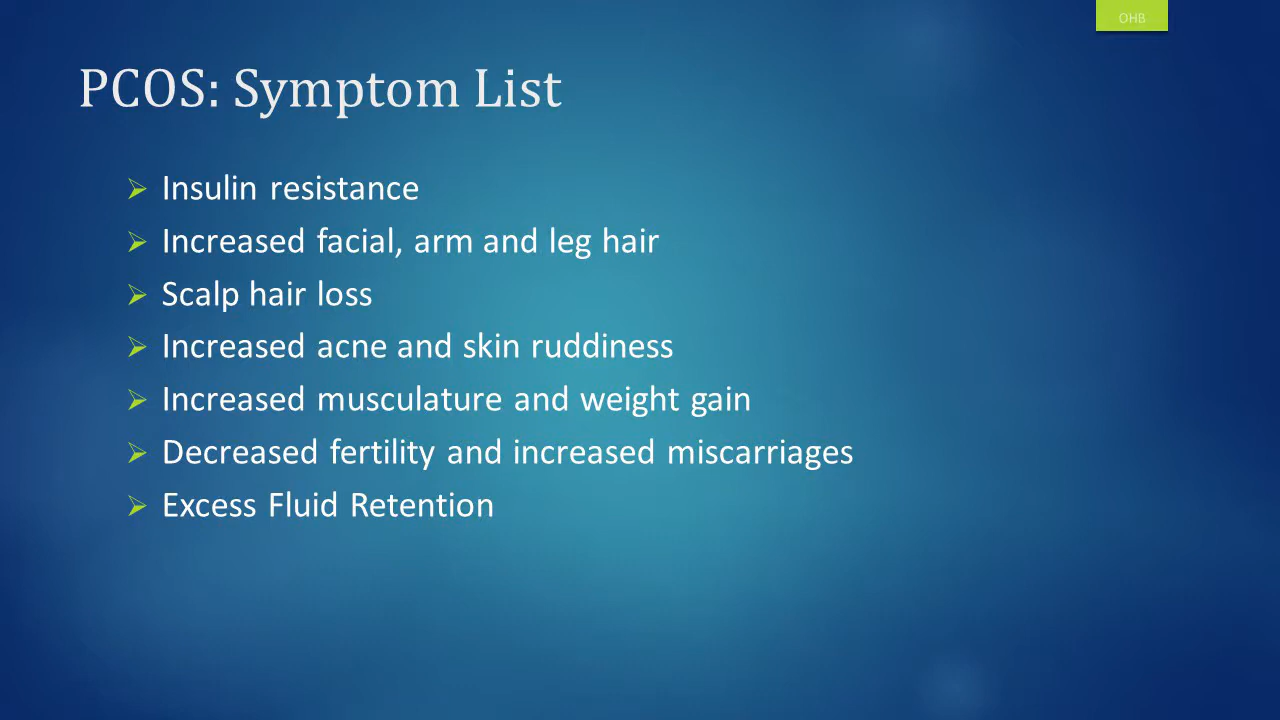 OHB
PCOS: Symptom List
Insulin resistance
Increased facial, arm and leg hair
Scalp hair loss
Increased acne and skin ruddiness
Increased musculature and weight gain
Decreased fertility and increased miscarriages
Excess Fluid Retention